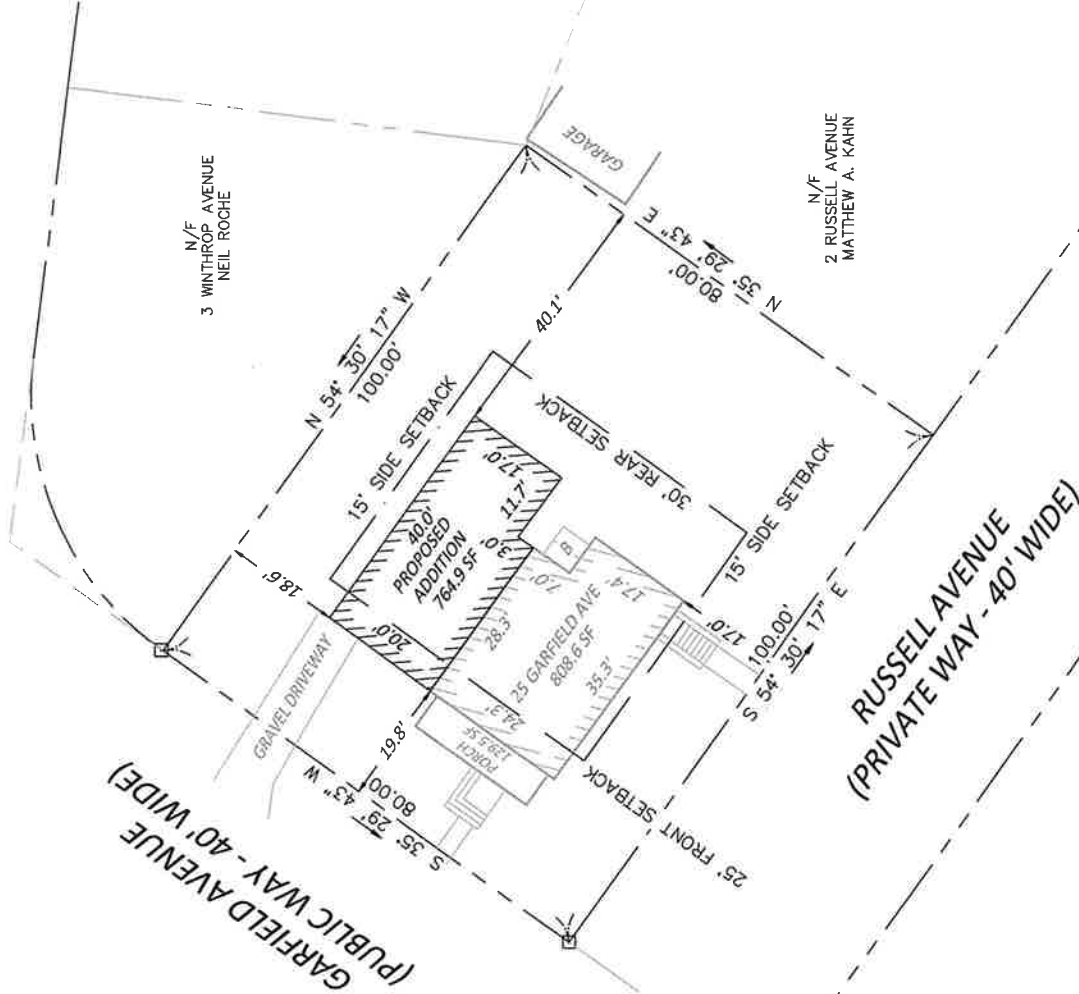 GARFIELD AVENUE
(PUBLIC WAY - 40' WIDE)
N/F
3 WINTHROP AVENUE
NEIL ROCHE
GARAGE
N/F
2 RUSSELL AVENUE
MATTHEW A. KAHN
N 54° 30' 17" W
100.00'
N 35° 29' 43" E
80.00'
40.1'
15' SIDE SETBACK
18.6'
GRAVEL DRIVEWAY
40.0'
PROPOSED
ADDITION
764.9 SF
17.0'
11.7'
3.0'
20.0'
30' REAR SETBACK
B
7.0'
28.3'
25 GARFIELD AVE
808.6 SF
17.4'
24.3'
35.3'
PORCH
129.5 SF
19.8'
S 35° 29' 43" W
80.00'
25' FRONT SETBACK
15' SIDE SETBACK
17.0'
100.00'
S 54° 30' 17" E
RUSSELL AVENUE
(PRIVATE WAY - 40' WIDE)